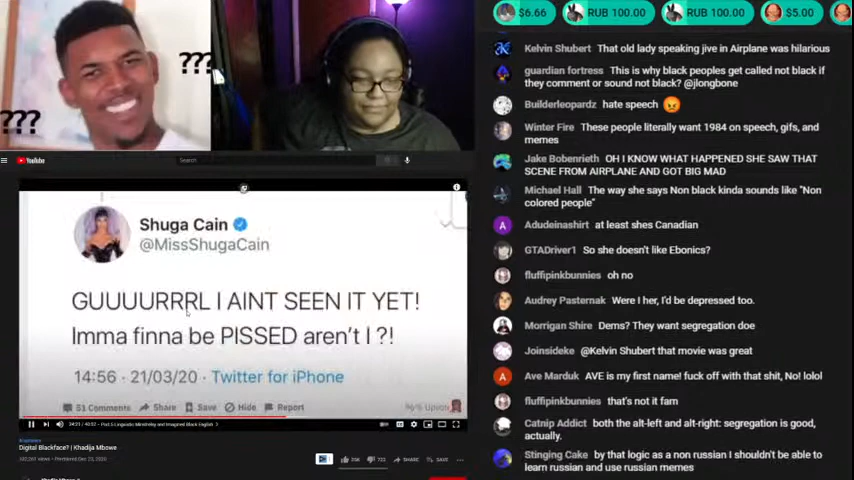 $6.66
RUB 100.00
RUB 100.00
$5.00
???
???
YouTube
Search
Shuga Cain
@MissShugaCain
GUUUURRRL I AINT SEEN IT YET!
Imma finna be PISSED aren't I ?!
14:56 · 21/03/20 · Twitter for iPhone
51 Comments Share Save Hide Report
Digital Blackface? | Khadija Mbowe
SHARE SAVE
Kelvin Shubert That old lady speaking jive in Airplane was hilarious
guardian fortress This is why black peoples get called not black if
they comment or sound not black? @jlongbone
Builderleopardz hate speech 😡
Winter Fire These people literally want 1984 on speech, gifs, and
memes
Jake Bobenrieth OH I KNOW WHAT HAPPENED SHE SAW THAT
SCENE FROM AIRPLANE AND GOT BIG MAD
Michael Hall The way she says Non black kinda sounds like "Non
colored people"
A
Adudeinashirt at least shes Canadian
GTADriver1 So she doesn't like Ebonics?
fluffipinkbunnies oh no
Audrey Pasternak Were I her, I'd be depressed too.
Morrigan Shire Dems? They want segregation doe
Joinsideke @Kelvin Shubert that movie was great
A
Ave Marduk AVE is my first name! fuck off with that shit, No! lolol
fluffipinkbunnies that's not it fam
Catnip Addict both the alt-left and alt-right: segregation is good,
actually.
Stinging Cake by that logic as a non russian I shouldn't be able to
learn russian and use russian memes